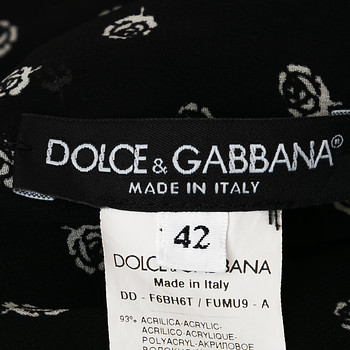 DOLCE & GABBANA®
MADE IN ITALY
42
DOLCE & GABBANA
Made in Italy
DD - F6BH6T / FUMU9 - A
93% ACRILICA-ACRYLIC-
ACRILICO-ACRYLIQUE-
POLYACRYL-АКРИЛОВОЕ